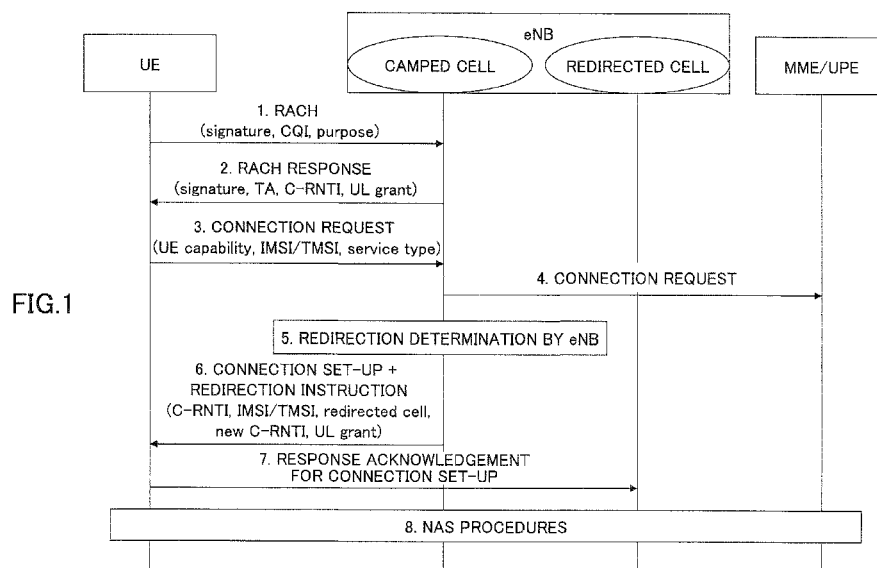 eNB
UE
CAMPED CELL
REDIRECTED CELL
MME/UPE
1. RACH
(signature, CQI, purpose)
2. RACH RESPONSE
(signature, TA, C-RNTI, UL grant)
3. CONNECTION REQUEST
(UE capability, IMSI/TMSI, service type)
4. CONNECTION REQUEST
FIG.1
5. REDIRECTION DETERMINATION BY eNB
6. CONNECTION SET-UP +
REDIRECTION INSTRUCTION
(C-RNTI, IMSI/TMSI, redirected cell,
new C-RNTI, UL grant)
7. RESPONSE ACKNOWLEDGEMENT
FOR CONNECTION SET-UP
8. NAS PROCEDURES